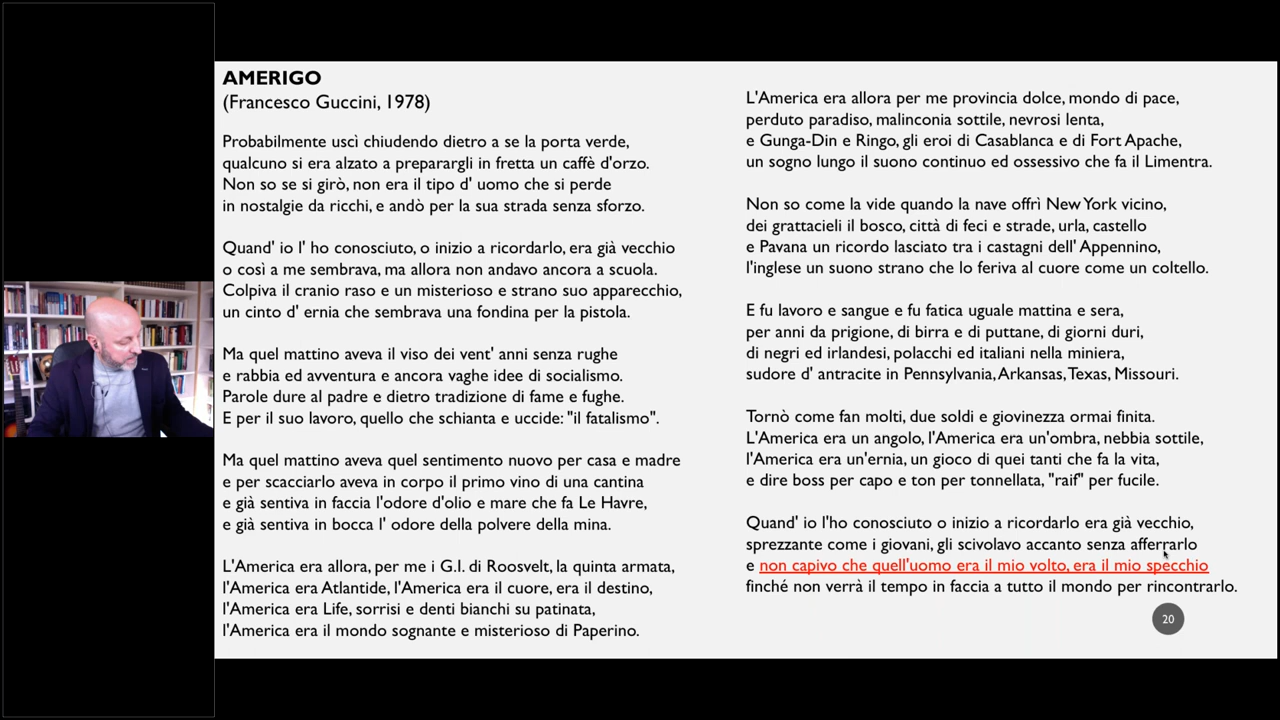 AMERIGO
(Francesco Guccini, 1978)
Probabilmente uscì chiudendo dietro a se la porta verde,
qualcuno si era alzato a preparargli in fretta un caffè d'orzo.
Non so se si girò, non era il tipo d' uomo che si perde
in nostalgie da ricchi, e andò per la sua strada senza sforzo.
Quand' io l' ho conosciuto, o inizio a ricordarlo, era già vecchio
o così a me sembrava, ma allora non andavo ancora a scuola.
Colpiva il cranio raso e un misterioso e strano suo apparecchio,
un cinto d' ernia che sembrava una fondina per la pistola.
Ma quel mattino aveva il viso dei vent' anni senza rughe
e rabbia ed avventura e ancora vaghe idee di socialismo.
Parole dure al padre e dietro tradizione di fame e fughe.
E per il suo lavoro, quello che schianta e uccide: "il fatalismo".
Ma quel mattino aveva quel sentimento nuovo per casa e madre
e per scacciarlo aveva in corpo il primo vino di una cantina
e già sentiva in faccia l'odore d'olio e mare che fa Le Havre,
e già sentiva in bocca l' odore della polvere della mina.
L'America era allora, per me i G.I. di Roosvelt, la quinta armata,
l'America era Atlantide, l'America era il cuore, era il destino,
l'America era Life, sorrisi e denti bianchi su patinata,
l'America era il mondo sognante e misterioso di Paperino.
L'America era allora per me provincia dolce, mondo di pace,
perduto paradiso, malinconia sottile, nevrosi lenta,
e Gunga-Din e Ringo, gli eroi di Casablanca e di Fort Apache,
un sogno lungo il suono continuo ed ossessivo che fa il Limentra.
Non so come la vide quando la nave offrì New York vicino,
dei grattacieli il bosco, città di feci e strade, urla, castello
e Pavana un ricordo lasciato tra i castagni dell' Appennino,
l'inglese un suono strano che lo feriva al cuore come un coltello.
E fu lavoro e sangue e fu fatica uguale mattina e sera,
per anni da prigione, di birra e di puttane, di giorni duri,
di negri ed irlandesi, polacchi ed italiani nella miniera,
sudore d' antracite in Pennsylvania, Arkansas, Texas, Missouri.
Tornò come fan molti, due soldi e giovinezza ormai finita.
L'America era un angolo, l'America era un'ombra, nebbia sottile,
l'America era un'ernia, un gioco di quei tanti che fa la vita,
e dire boss per capo e ton per tonnellata, "raif" per fucile.
Quand' io l'ho conosciuto o inizio a ricordarlo era già vecchio,
sprezzante come i giovani, gli scivolavo accanto senza afferrarlo
e non capivo che quell'uomo era il mio volto, era il mio specchio
finché non verrà il tempo in faccia a tutto il mondo per rincontrarlo.
20